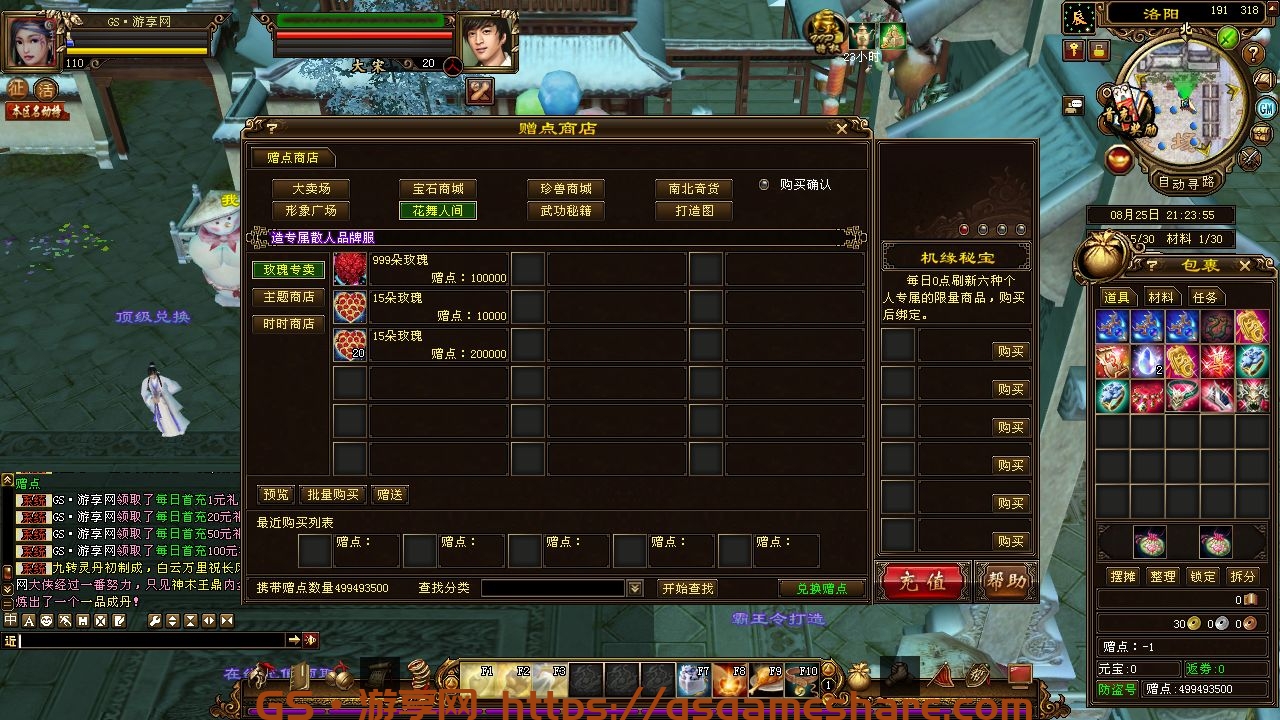 GS·游享网
110
征 活
大宋
20
23小时
辰
洛阳
191 318
北
GM
自动寻路
08月25日 21:23:55
5/30 材料 1/30
赠点商店
赠点商店
大卖场
宝石商城
珍兽商城
南北奇货
购买确认
形象广场
花舞人间
武功秘籍
打造图
造专属散人品牌服
玫瑰专卖
主题商店
时时商店
999朵玫瑰
赠点:100000
15朵玫瑰
赠点:10000
15朵玫瑰
赠点:200000
20
预览
批量购买
赠送
最近购买列表
赠点:
赠点:
赠点:
赠点:
赠点:
携带赠点数量499493500
查找分类
开始查找
兑换赠点
机缘秘宝
每日0点刷新六种个
人专属的限量商品,购买
后绑定。
购买
购买
购买
购买
购买
购买
充值
帮助
包裹
道具
材料
任务
2
摆摊
整理
锁定
拆分
0
30 0 0
赠点:-1
元宝:0
返券:0
防盗号
赠点:499493500
顶级兑换
霸王令打造
赠点
GS·游享网领取了每日首充1元礼
GS·游享网领取了每日首充20元礼
GS·游享网领取了每日首充50元礼
GS·游享网领取了每日首充100元
九转灵丹初制成,白云万里祝长
网大侠经过一番努力,只见神木王鼎内
炼出了一个一品成丹!
近
F1 F2 F3 F7 F8 F9 F10
GS - 游享网 - https://gsgameshare.com